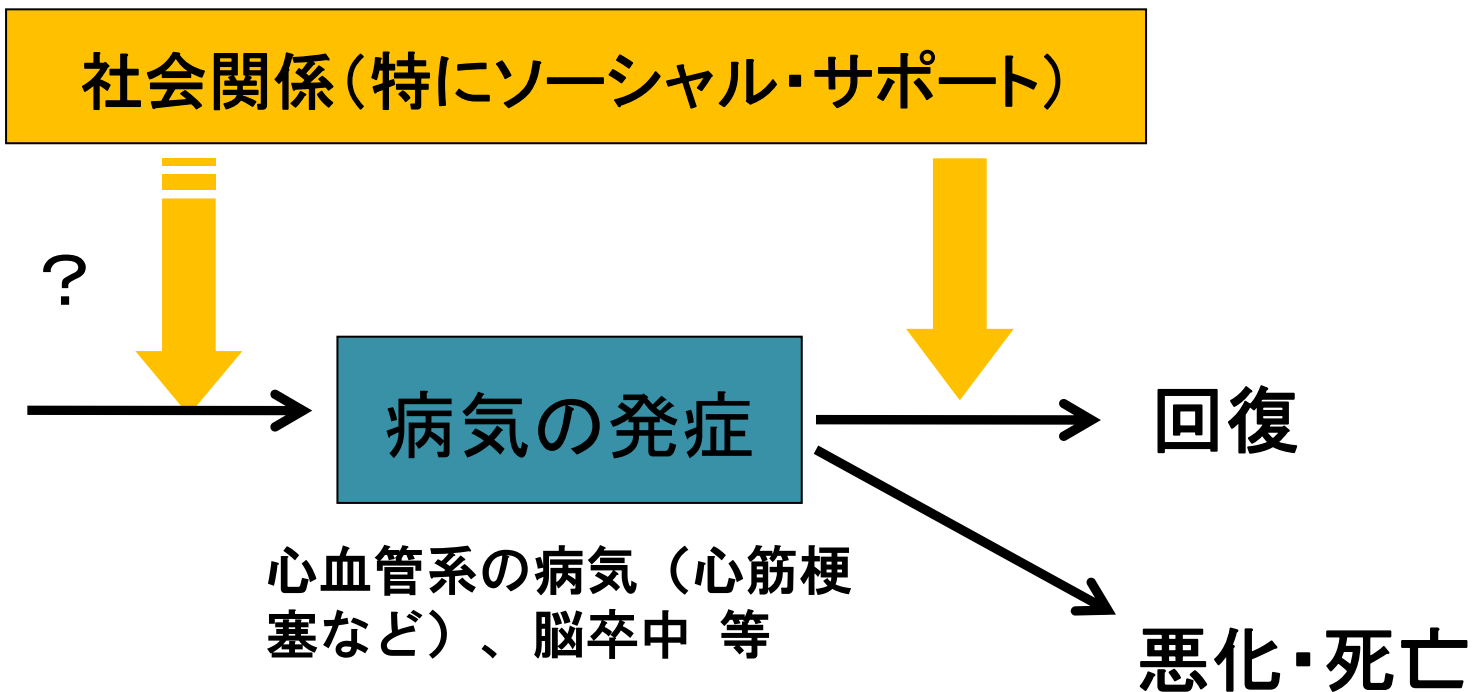 社会関係（特にソーシャル・サポート）
？
病気の発症
回復
心血管系の病気（心筋梗
塞など）、脳卒中 等
悪化・死亡